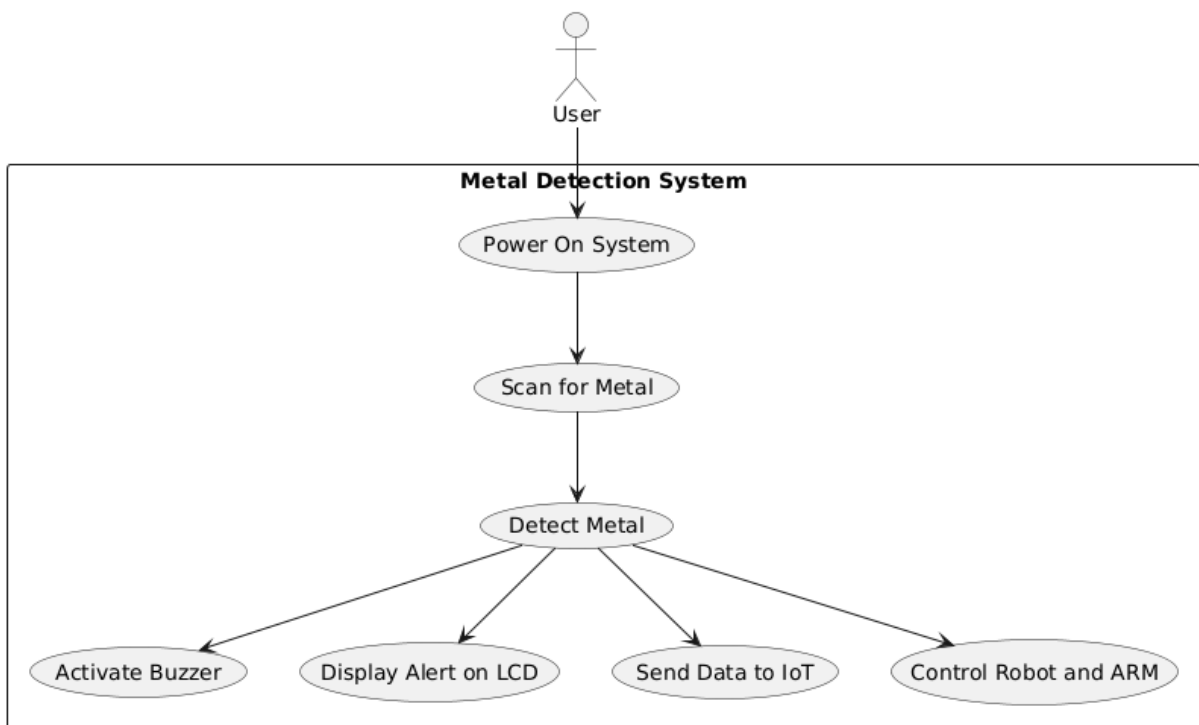 User
Metal Detection System
Power On System
Scan for Metal
Detect Metal
Activate Buzzer
Display Alert on LCD
Send Data to IoT
Control Robot and ARM